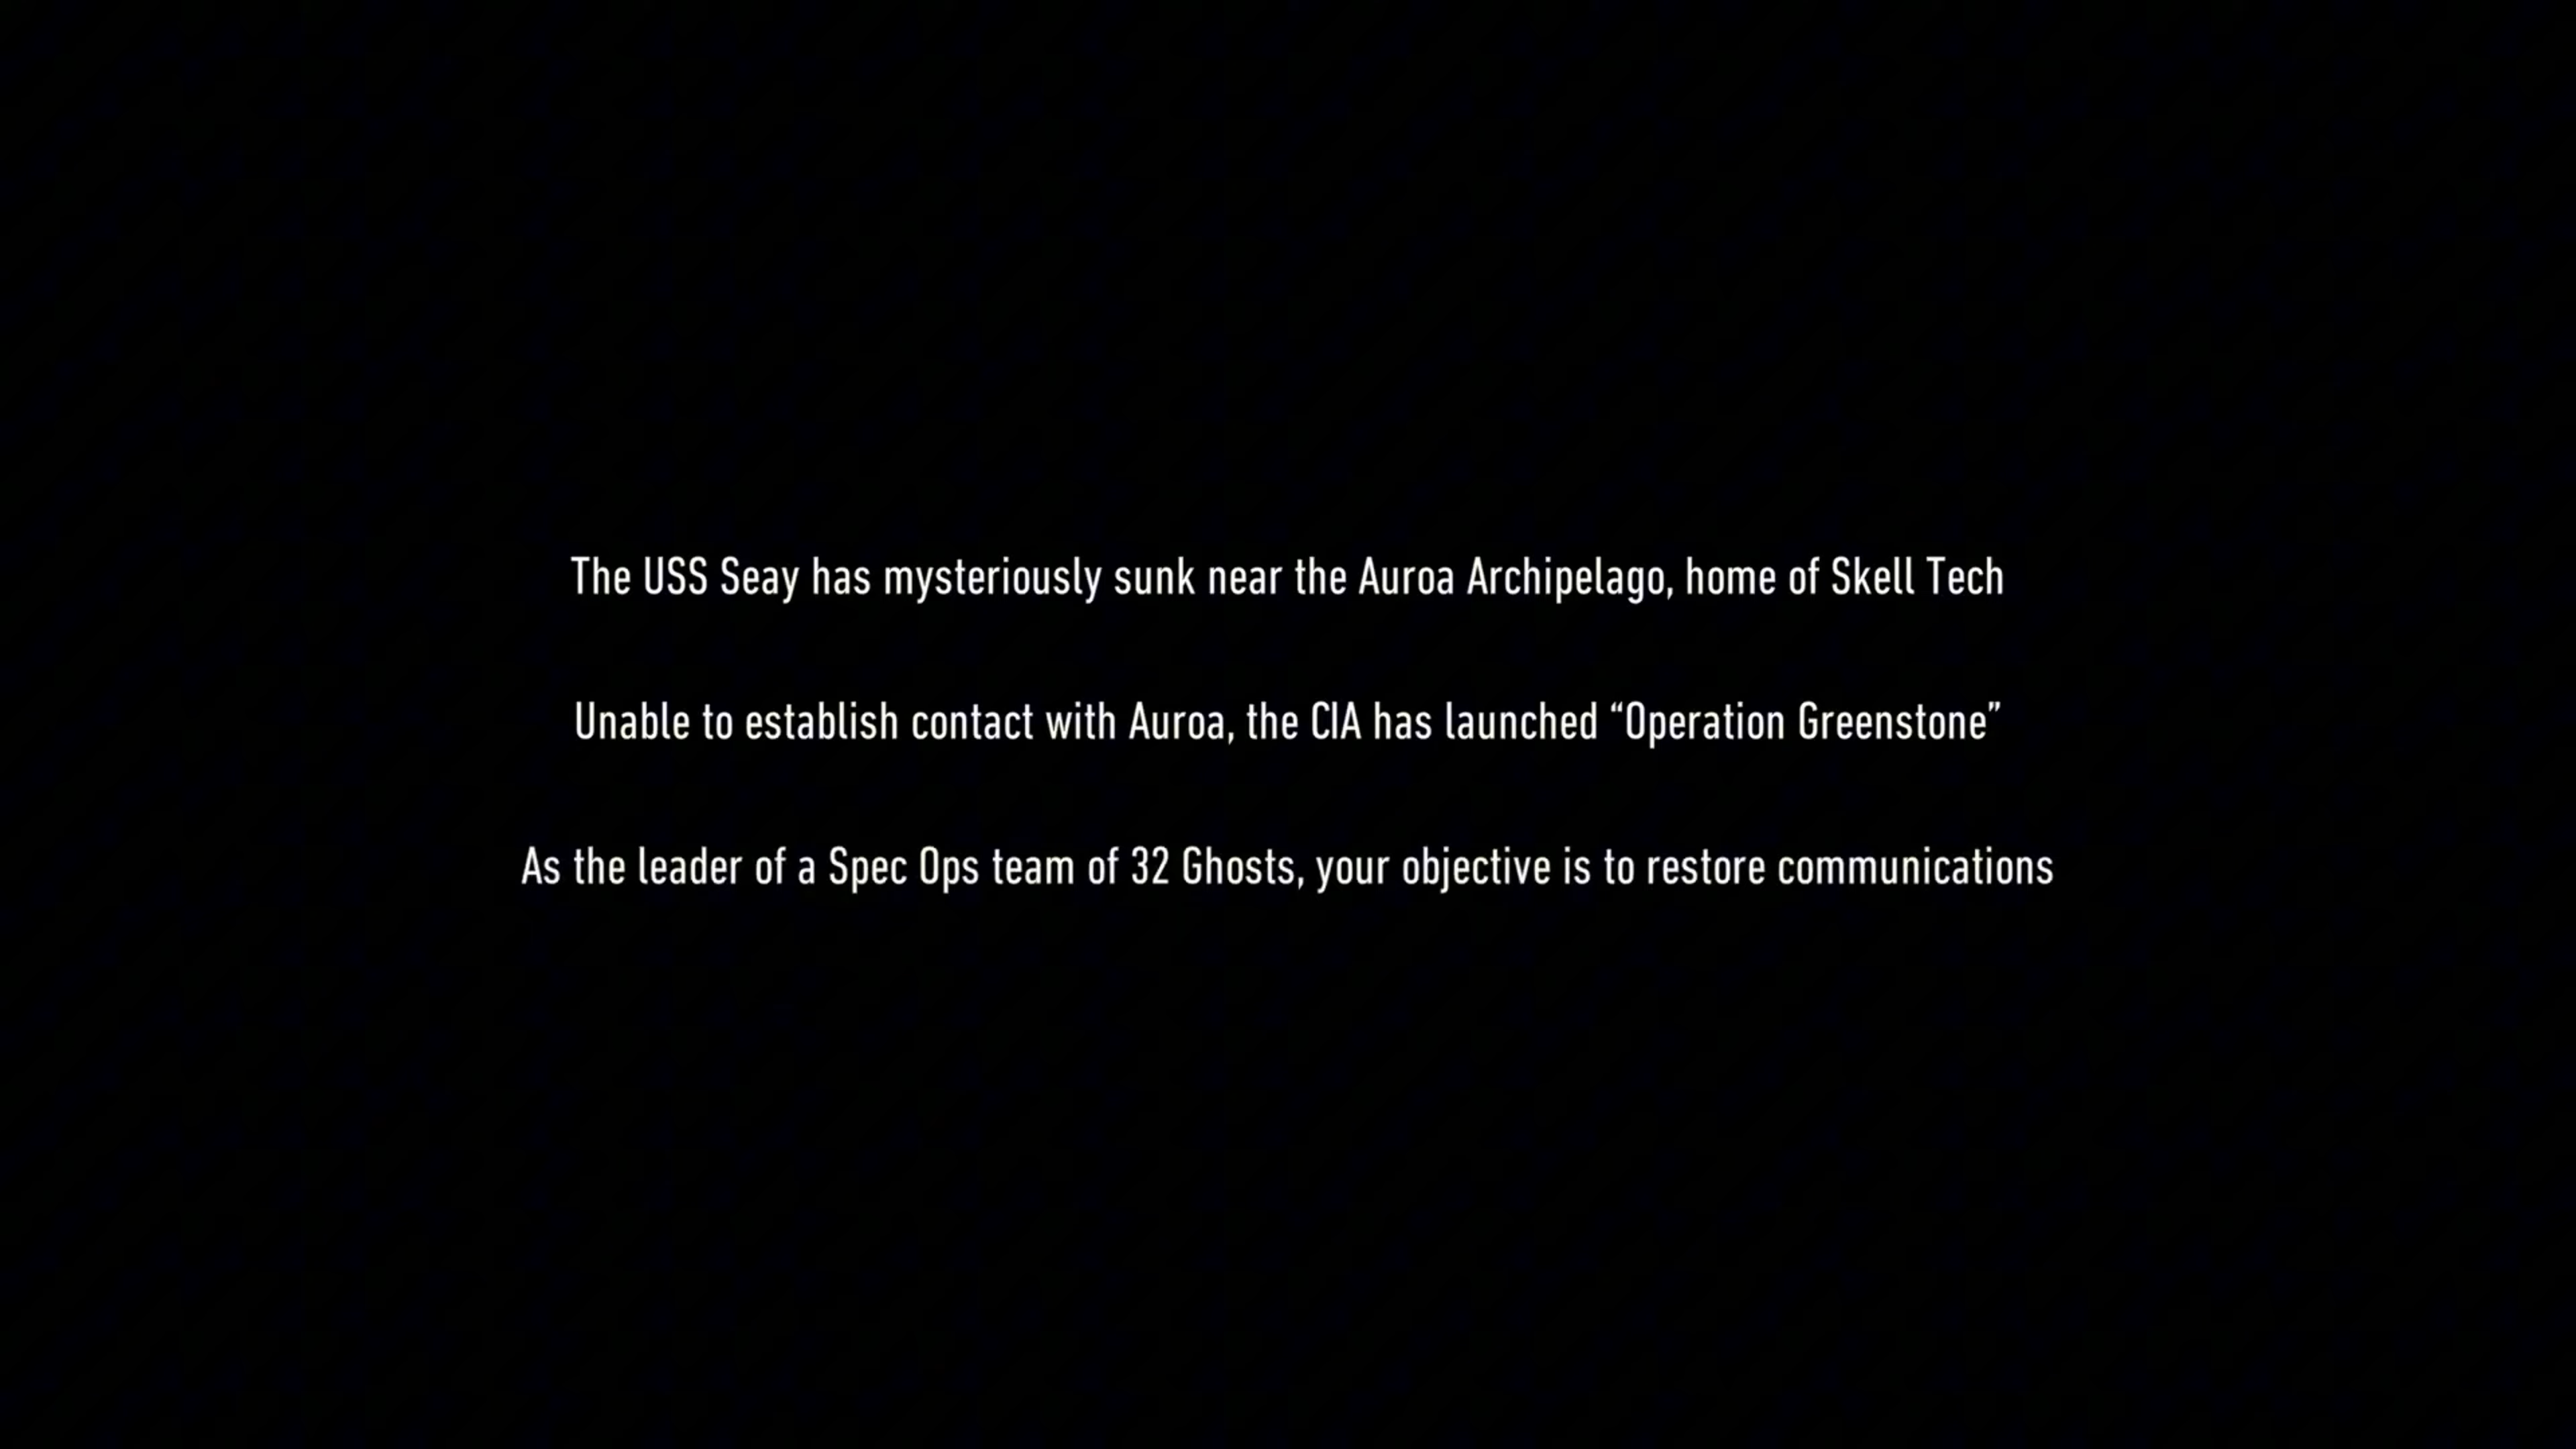 The USS Seay has mysteriously sunk near the Auroa Archipelago, home of Skell Tech
Unable to establish contact with Auroa, the CIA has launched “Operation Greenstone”
As the leader of a Spec Ops team of 32 Ghosts, your objective is to restore communications